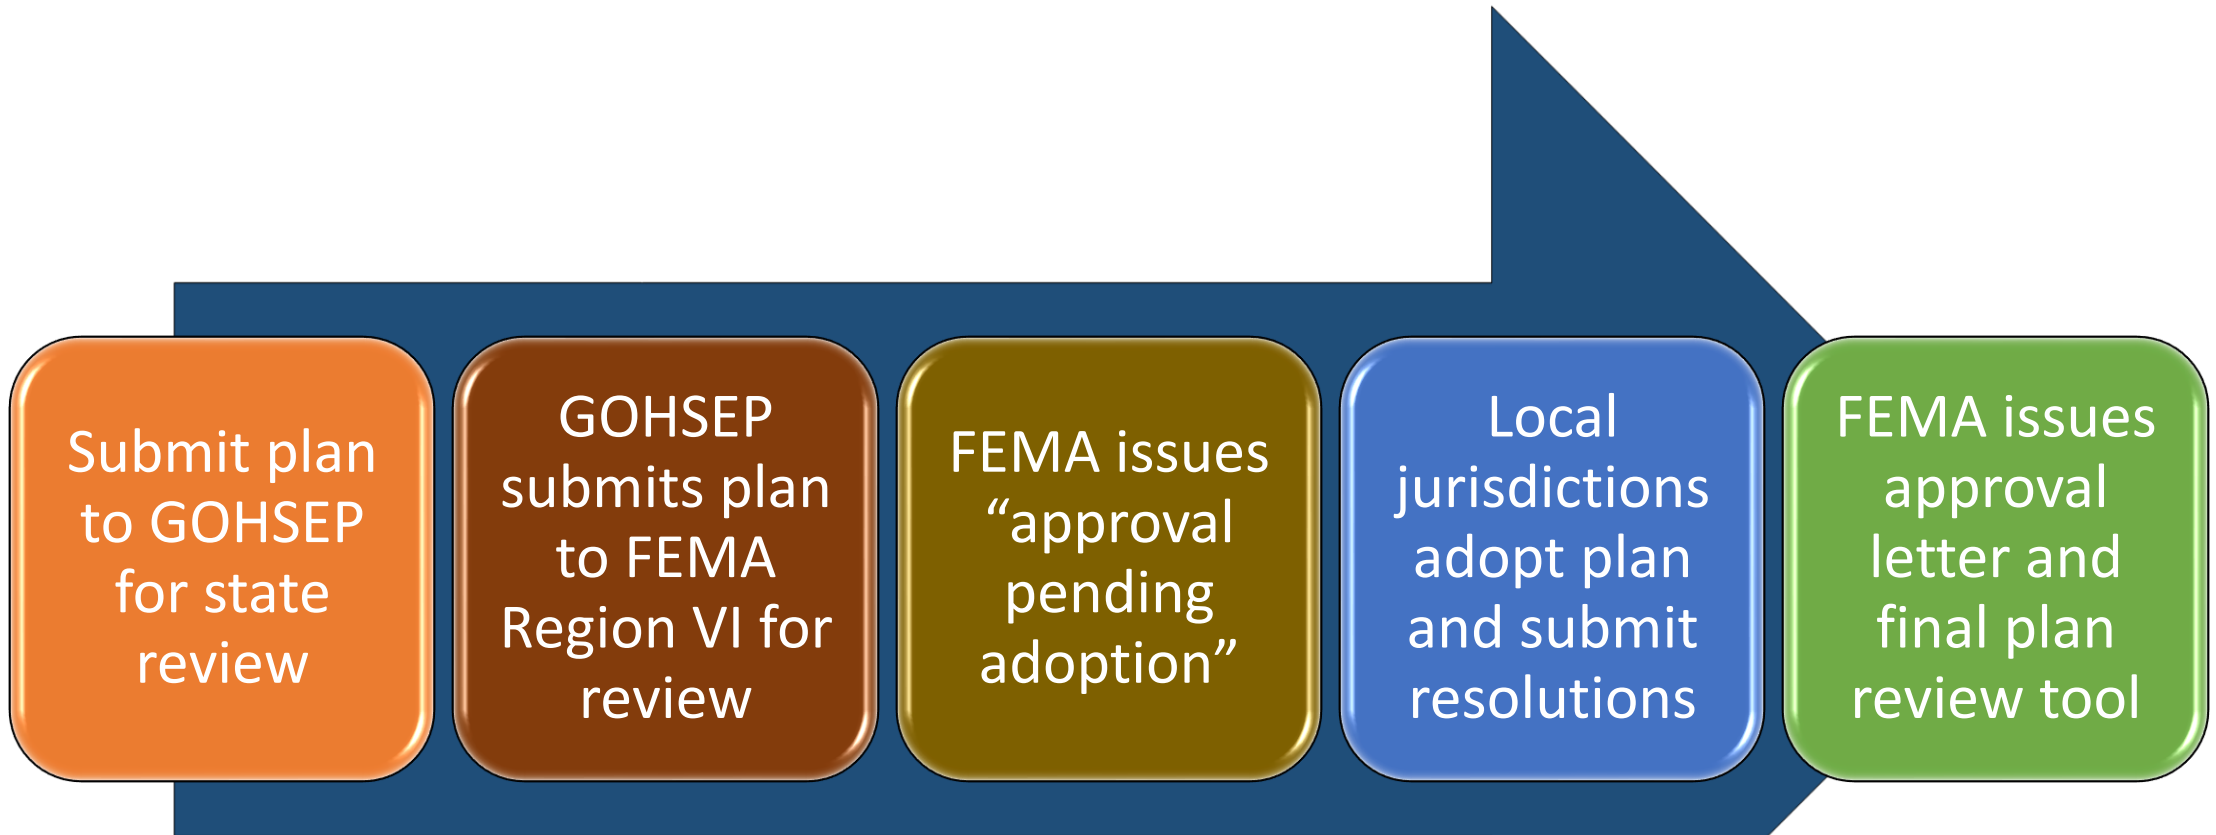 Submit plan
to GOHSEP
for state
review
GOHSEP
submits plan
to FEMA
Region VI for
review
FEMA issues
“approval
pending
adoption”
Local
jurisdictions
adopt plan
and submit
resolutions
FEMA issues
approval
letter and
final plan
review tool